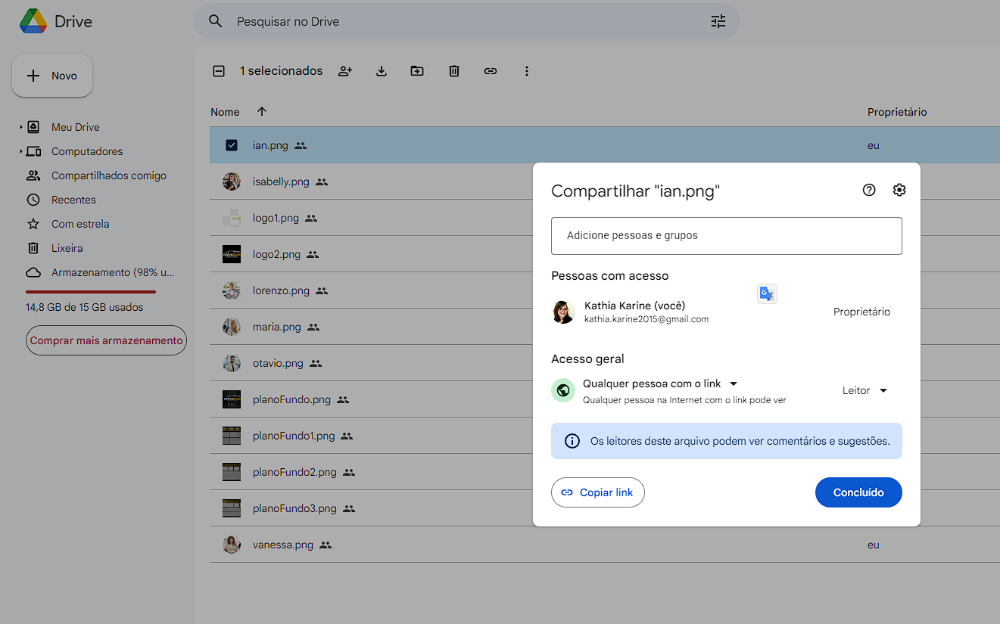 Drive
Pesquisar no Drive
Novo
1 selecionados
Nome
Proprietário
Meu Drive
Computadores
Compartilhados comigo
Recentes
Com estrela
Lixeira
Armazenamento (98% u...
14,8 GB de 15 GB usados
Comprar mais armazenamento
ian.png
eu
isabelly.png
logo1.png
logo2.png
lorenzo.png
maria.png
otavio.png
planoFundo.png
planoFundo1.png
planoFundo2.png
planoFundo3.png
vanessa.png
eu
Compartilhar "ian.png"
Adicione pessoas e grupos
Pessoas com acesso
Kathia Karine (você)
kathia.karine2015@gmail.com
Proprietário
Acesso geral
Qualquer pessoa com o link
Qualquer pessoa na Internet com o link pode ver
Leitor
Os leitores deste arquivo podem ver comentários e sugestões.
Copiar link
Concluído